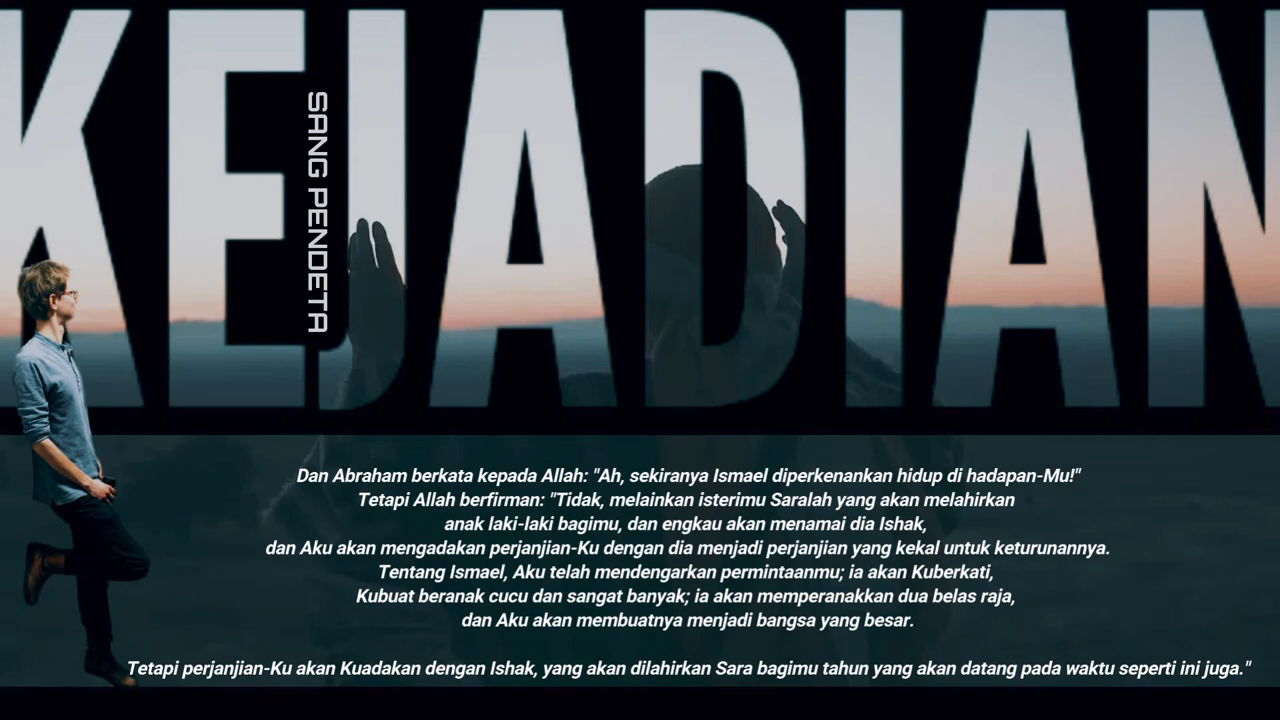 KEJADIAN
SANG PENDETA
Dan Abraham berkata kepada Allah: "Ah, sekiranya Ismael diperkenankan hidup di hadapan-Mu!"
Tetapi Allah berfirman: "Tidak, melainkan isterimu Saralah yang akan melahirkan
anak laki-laki bagimu, dan engkau akan menamai dia Ishak,
dan Aku akan mengadakan perjanjian-Ku dengan dia menjadi perjanjian yang kekal untuk keturunannya.
Tentang Ismael, Aku telah mendengarkan permintaanmu; ia akan Kuberkati,
Kubuat beranak cucu dan sangat banyak; ia akan memperanakkan dua belas raja,
dan Aku akan membuatnya menjadi bangsa yang besar.
Tetapi perjanjian-Ku akan Kuadakan dengan Ishak, yang akan dilahirkan Sara bagimu tahun yang akan datang pada waktu seperti ini juga."